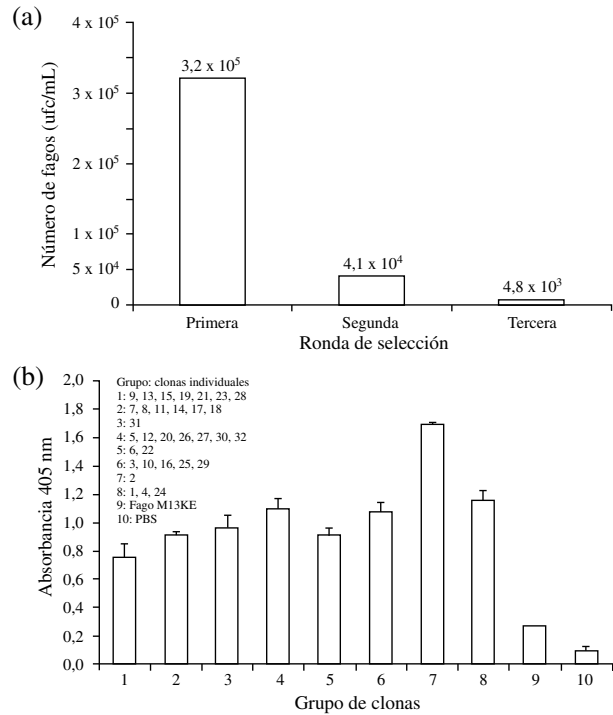 (a)
4 x 10⁵
3 x 10⁵
2 x 10⁵
1 x 10⁵
5 x 10⁴
0
Número de fagos (ufc/mL)
3,2 x 10⁵
4,1 x 10⁴
4,8 x 10³
Primera Segunda Tercera
Ronda de selección
(b)
2,0
1,8
1,6
1,4
1,2
1,0
0,8
0,6
0,4
0,2
0,0
Absorbancia 405 nm
Grupo: clonas individuales
1: 9, 13, 15, 19, 21, 23, 28
2: 7, 8, 11, 14, 17, 18
3: 31
4: 5, 12, 20, 26, 27, 30, 32
5: 6, 22
6: 3, 10, 16, 25, 29
7: 2
8: 1, 4, 24
9: Fago M13KE
10: PBS
1 2 3 4 5 6 7 8 9 10
Grupo de clonas